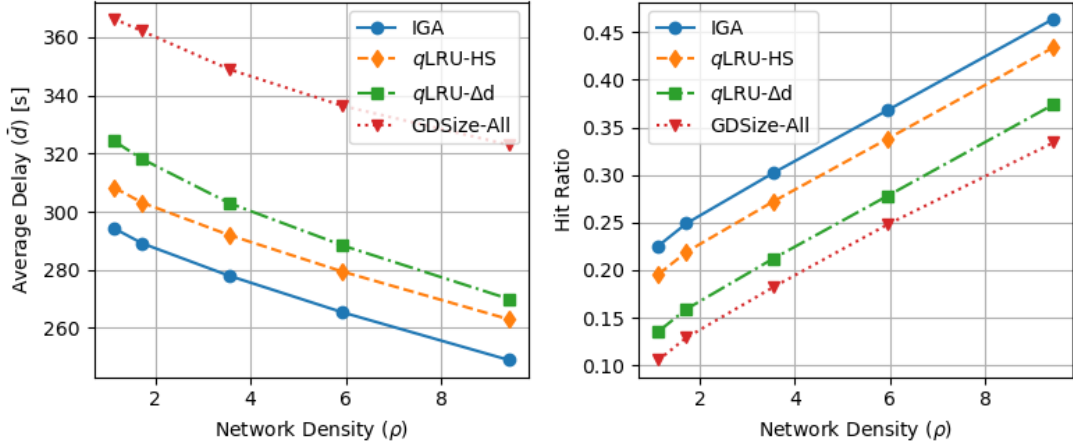 360
340
320
300
280
260
2
4
6
8
Average Delay (d̄) [s]
Network Density (ρ)
IGA
qLRU-HS
qLRU-Δd
GDSize-All
0.45
0.40
0.35
0.30
0.25
0.20
0.15
0.10
2
4
6
8
Hit Ratio
Network Density (ρ)
IGA
qLRU-HS
qLRU-Δd
GDSize-All